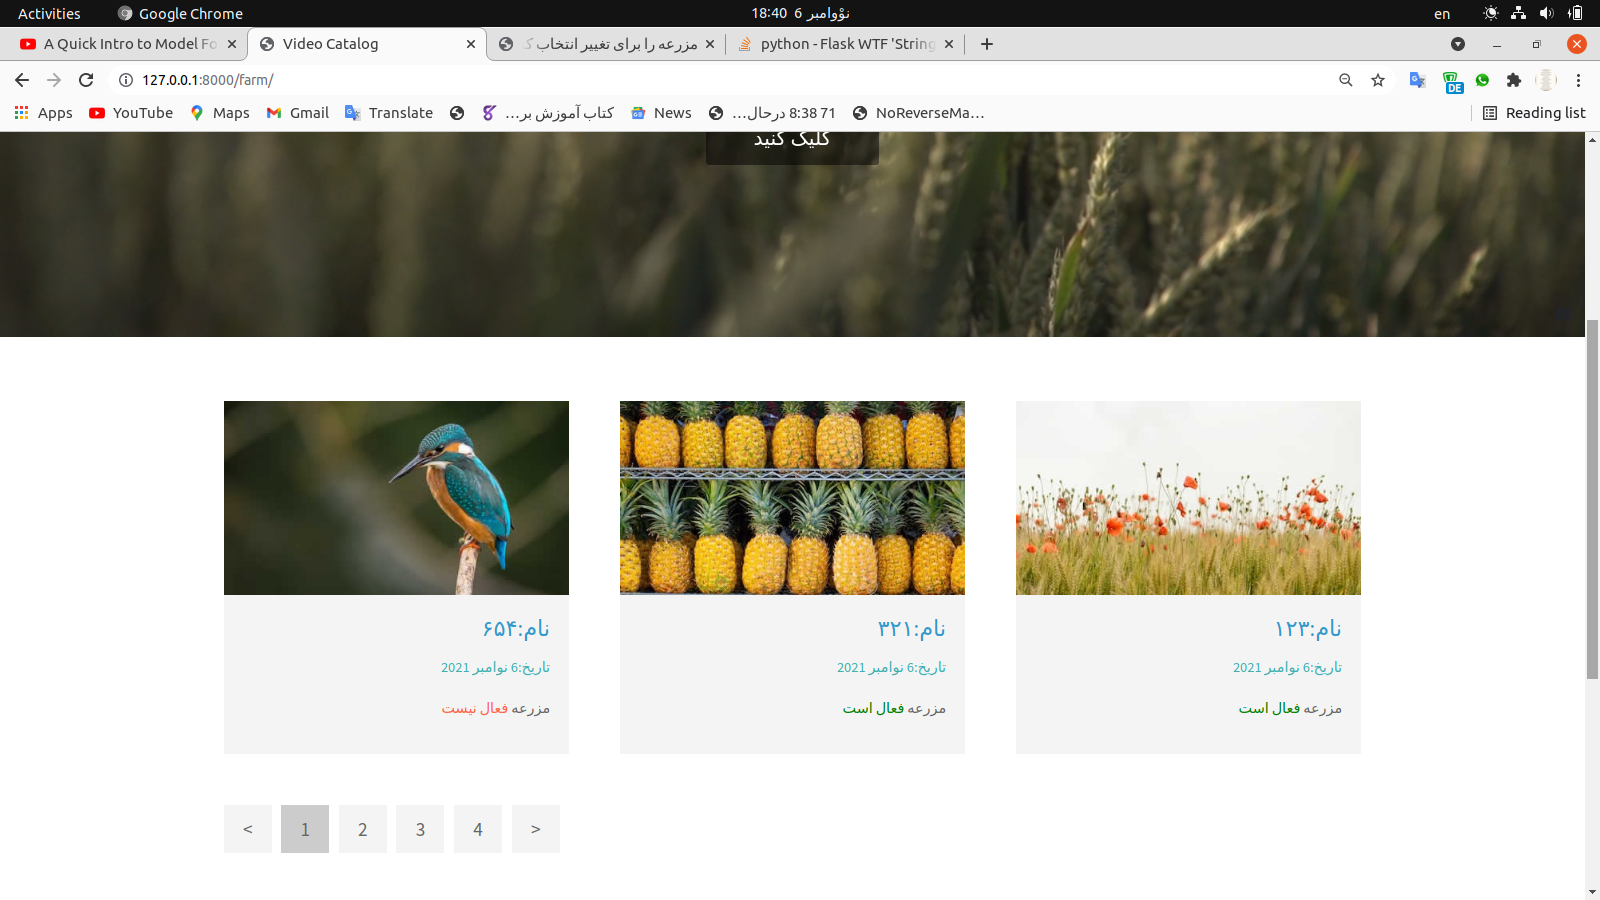 Activities
Google Chrome
نوْوامبر 6 18:40
en
A Quick Intro to Model Fo
Video Catalog
مزرعه را برای تغییر انتخاب ک
python - Flask WTF 'String
127.0.0.1:8000/farm/
DE
Apps
YouTube
Maps
Gmail
Translate
کتاب آموزش بر...
News
71 8:38 درحال...
NoReverseMa...
Reading list
کلیک کنید
نام:۶۵۴
تاریخ:6 نوامبر 2021
مزرعه فعال نیست
نام:۳۲۱
تاریخ:6 نوامبر 2021
مزرعه فعال است
نام:۱۲۳
تاریخ:6 نوامبر 2021
مزرعه فعال است
< 1 2 3 4 >